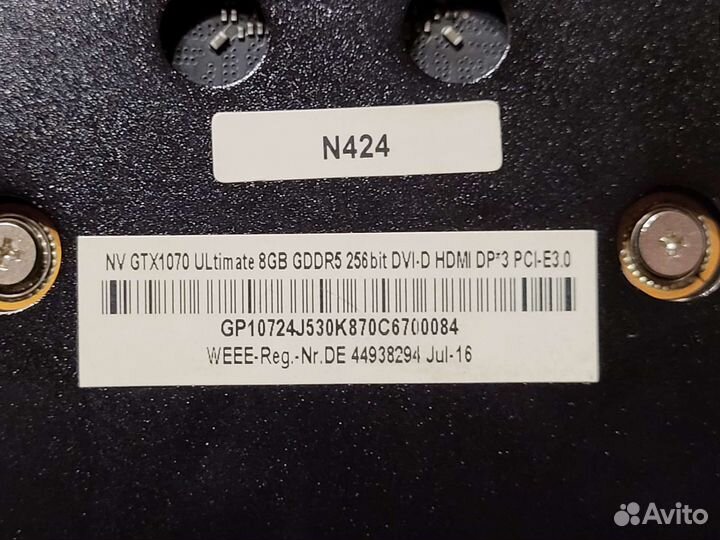 N424
NV GTX1070 ULtimate 8GB GDDR5 256bit DVI-D HDMI DP*3 PCI-E3.0
GP10724J530K870C6700084
WEEE-Reg.-Nr.DE 44938294 Jul-16
Avito